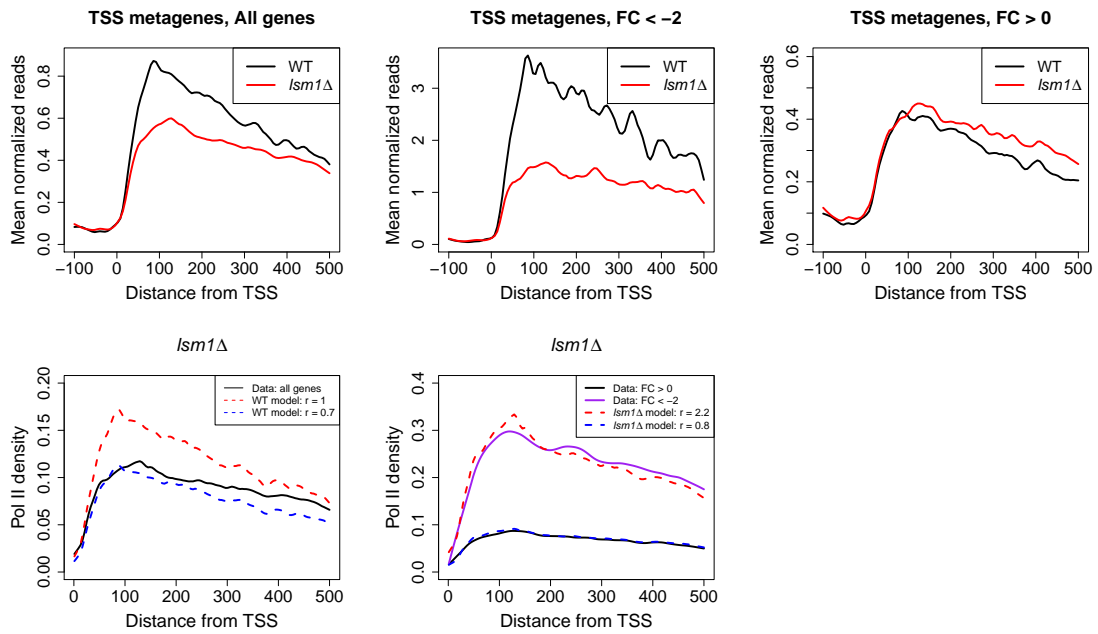 TSS metagenes, All genes
Mean normalized reads
0.0 0.2 0.4 0.6 0.8
WT
lsm1Δ
−100 0 100 200 300 400 500
Distance from TSS
TSS metagenes, FC < −2
Mean normalized reads
0 1 2 3
WT
lsm1Δ
−100 0 100 200 300 400 500
Distance from TSS
TSS metagenes, FC > 0
Mean normalized reads
0.0 0.2 0.4 0.6
WT
lsm1Δ
−100 0 100 200 300 400 500
Distance from TSS
lsm1Δ
Pol II density
0.00 0.05 0.10 0.15 0.20
Data: all genes
WT model: r = 1
WT model: r = 0.7
0 100 200 300 400 500
Distance from TSS
lsm1Δ
Pol II density
0.0 0.1 0.2 0.3 0.4
Data: FC > 0
Data: FC < −2
lsm1Δ model: r = 2.2
lsm1Δ model: r = 0.8
0 100 200 300 400 500
Distance from TSS